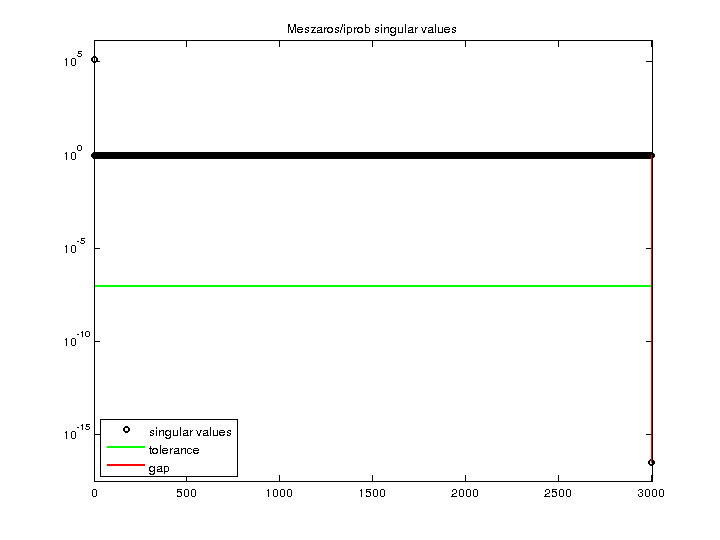 Meszaros/iprob singular values
10^5
10^0
10^-5
10^-10
10^-15
singular values
tolerance
gap
0 500 1000 1500 2000 2500 3000